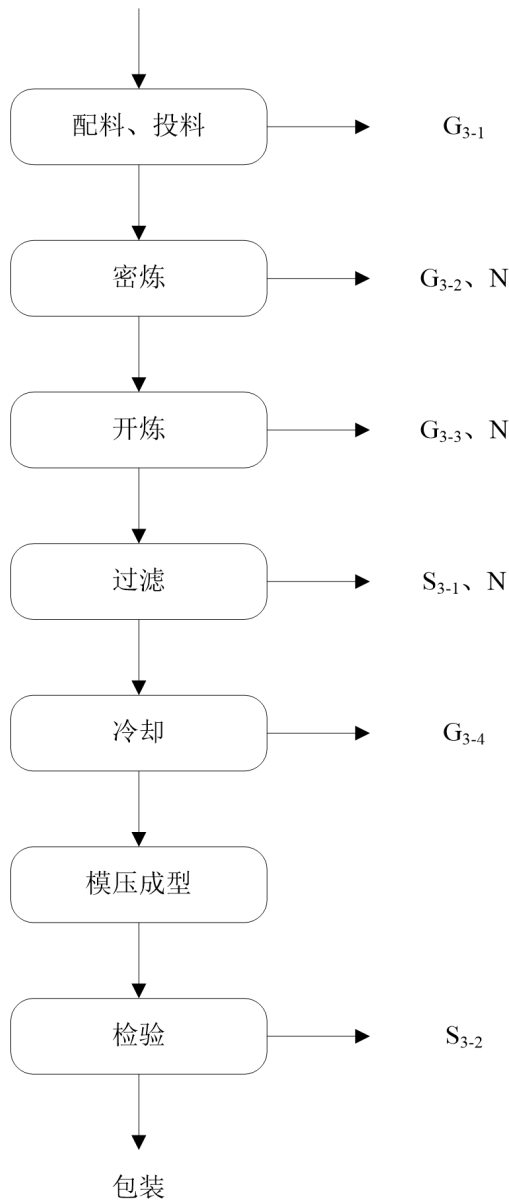 配料、投料
G3-1
密炼
G3-2、N
开炼
G3-3、N
过滤
S3-1、N
冷却
G3-4
模压成型
检验
S3-2
包装